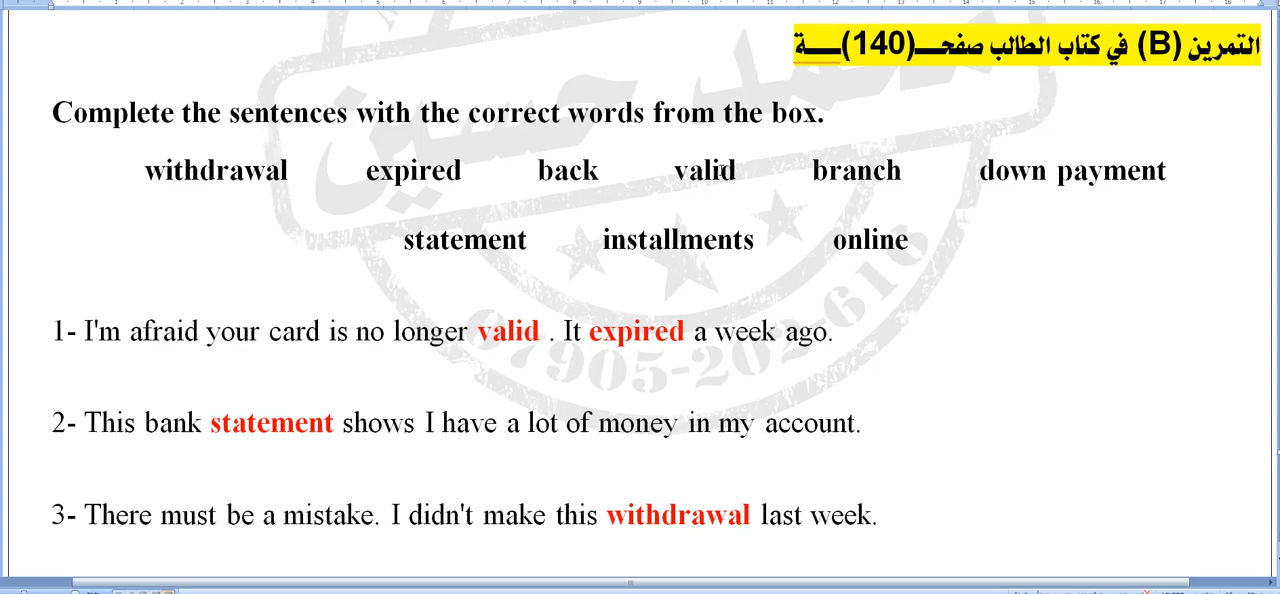 التمرين (B) في كتاب الطالب صفحـــ(140)ـــة
Complete the sentences with the correct words from the box.
withdrawal expired back valid branch down payment
statement installments online
1- I'm afraid your card is no longer valid . It expired a week ago.
2- This bank statement shows I have a lot of money in my account.
3- There must be a mistake. I didn't make this withdrawal last week.